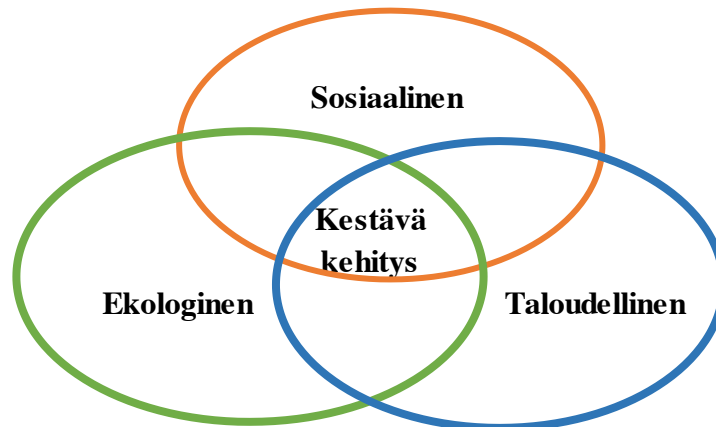 Sosiaalinen
Kestävä
kehitys
Ekologinen
Taloudellinen